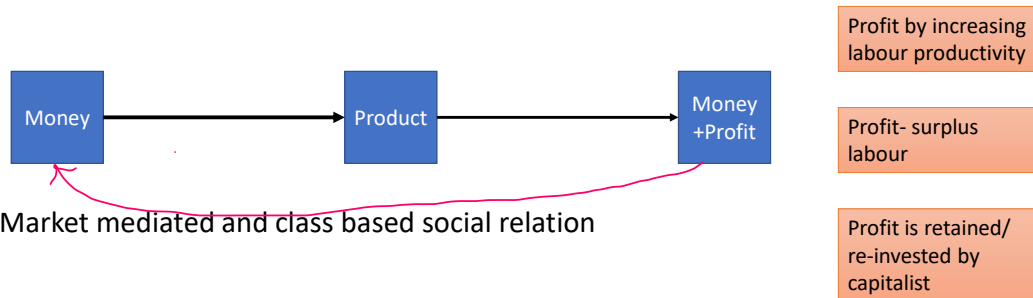 Money
Product
Money
+Profit
Market mediated and class based social relation
Profit by increasing
labour productivity
Profit- surplus
labour
Profit is retained/
re-invested by
capitalist